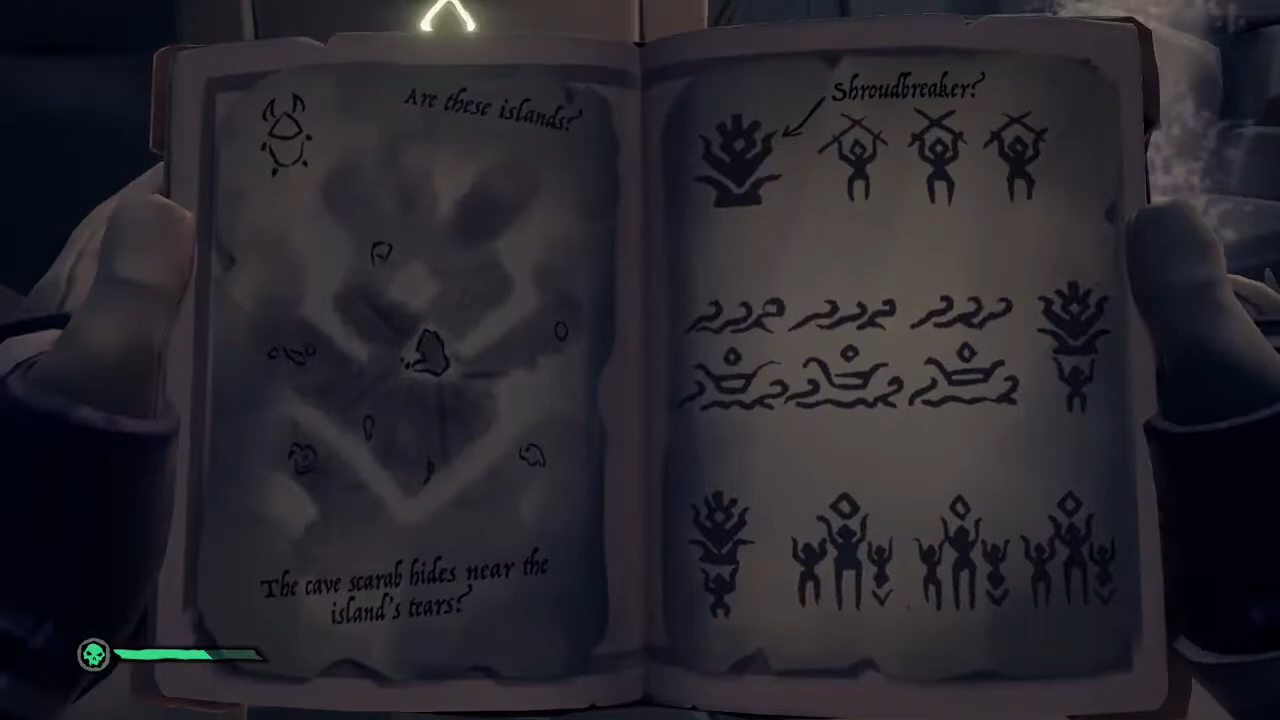 Are these islands?
The cave scarab hides near the
island's tears?
Shroudbreaker?